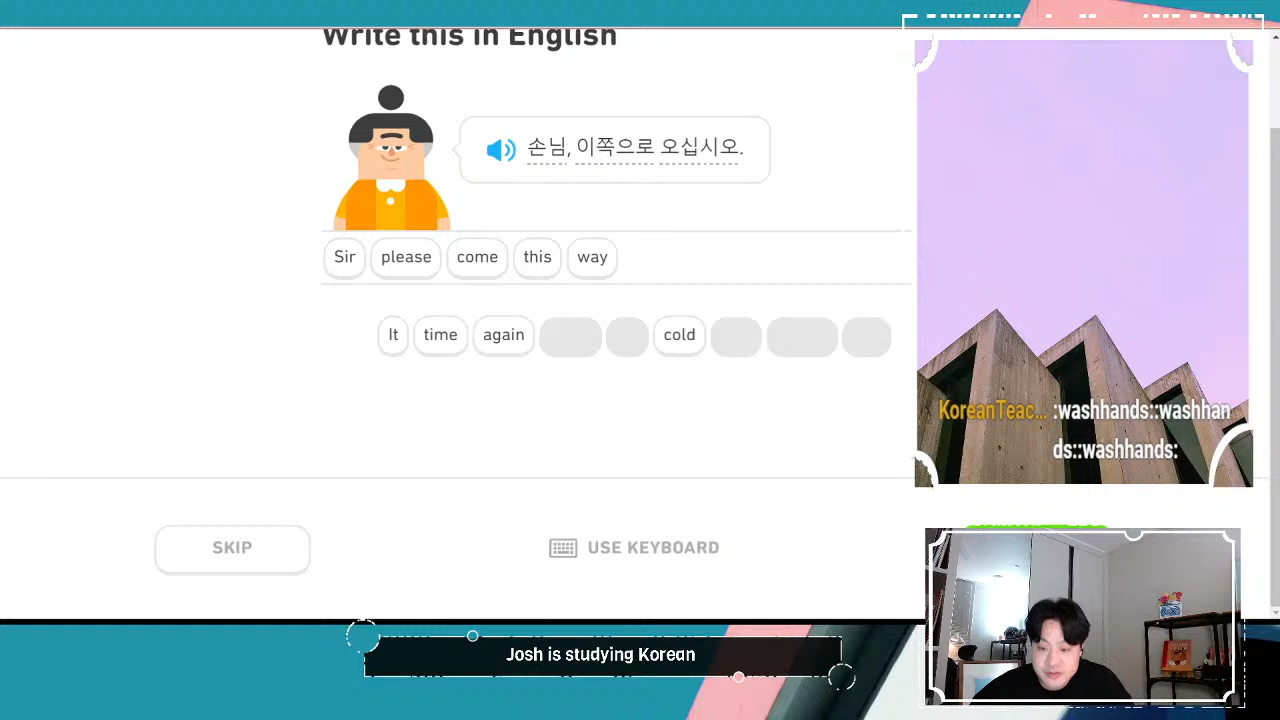 Write this in English
손님, 이쪽으로 오십시오.
Sir please come this way
It time again cold
KoreanTeac... :washhands::washhan
ds::washhands:
SKIP
USE KEYBOARD
Josh is studying Korean